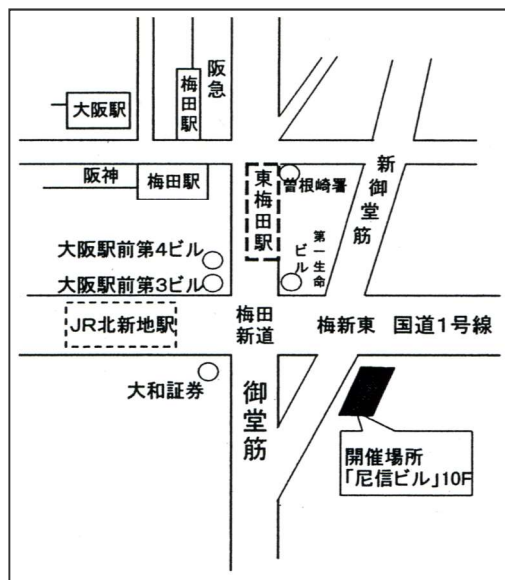 阪急
梅田駅
大阪駅
阪神
梅田駅
東梅田駅
曽根崎署
新御堂筋
大阪駅前第4ビル
第一生命
ビル
大阪駅前第3ビル
JR北新地駅
梅田
新道
梅新東
国道1号線
大和証券
御堂筋
開催場所
「尼信ビル」10F